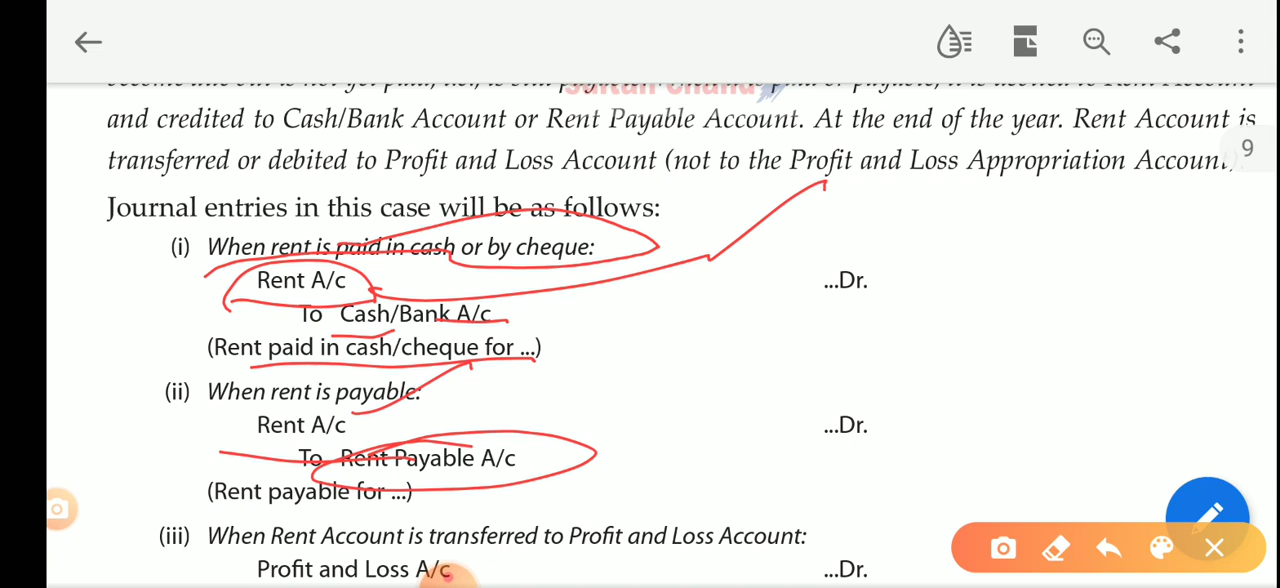 and credited to Cash/Bank Account or Rent Payable Account. At the end of the year. Rent Account is
9
transferred or debited to Profit and Loss Account (not to the Profit and Loss Appropriation Account).
Journal entries in this case will be as follows:
(i) When rent is paid in cash or by cheque:
Rent A/c ...Dr.
To Cash/Bank A/c
(Rent paid in cash/cheque for ...)
(ii) When rent is payable:
Rent A/c ...Dr.
To Rent Payable A/c
(Rent payable for ...)
(iii) When Rent Account is transferred to Profit and Loss Account:
Profit and Loss A/c ...Dr.